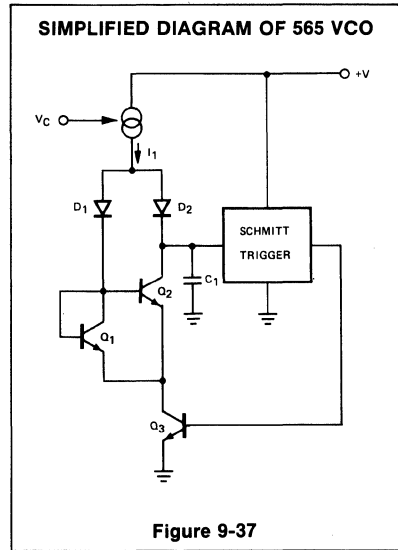 SIMPLIFIED DIAGRAM OF 565 VCO
+V
VC
I1
D1
D2
SCHMITT
TRIGGER
C1
Q2
Q1
Q3
Figure 9-37